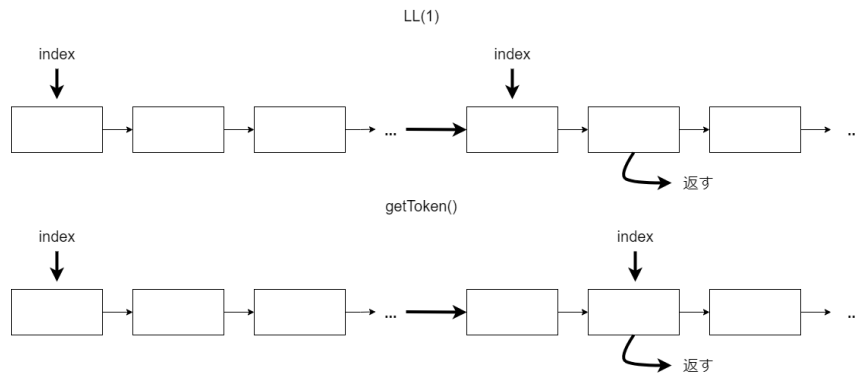 LL(1)
index index
... ..
返す
getToken()
index index
... ..
返す